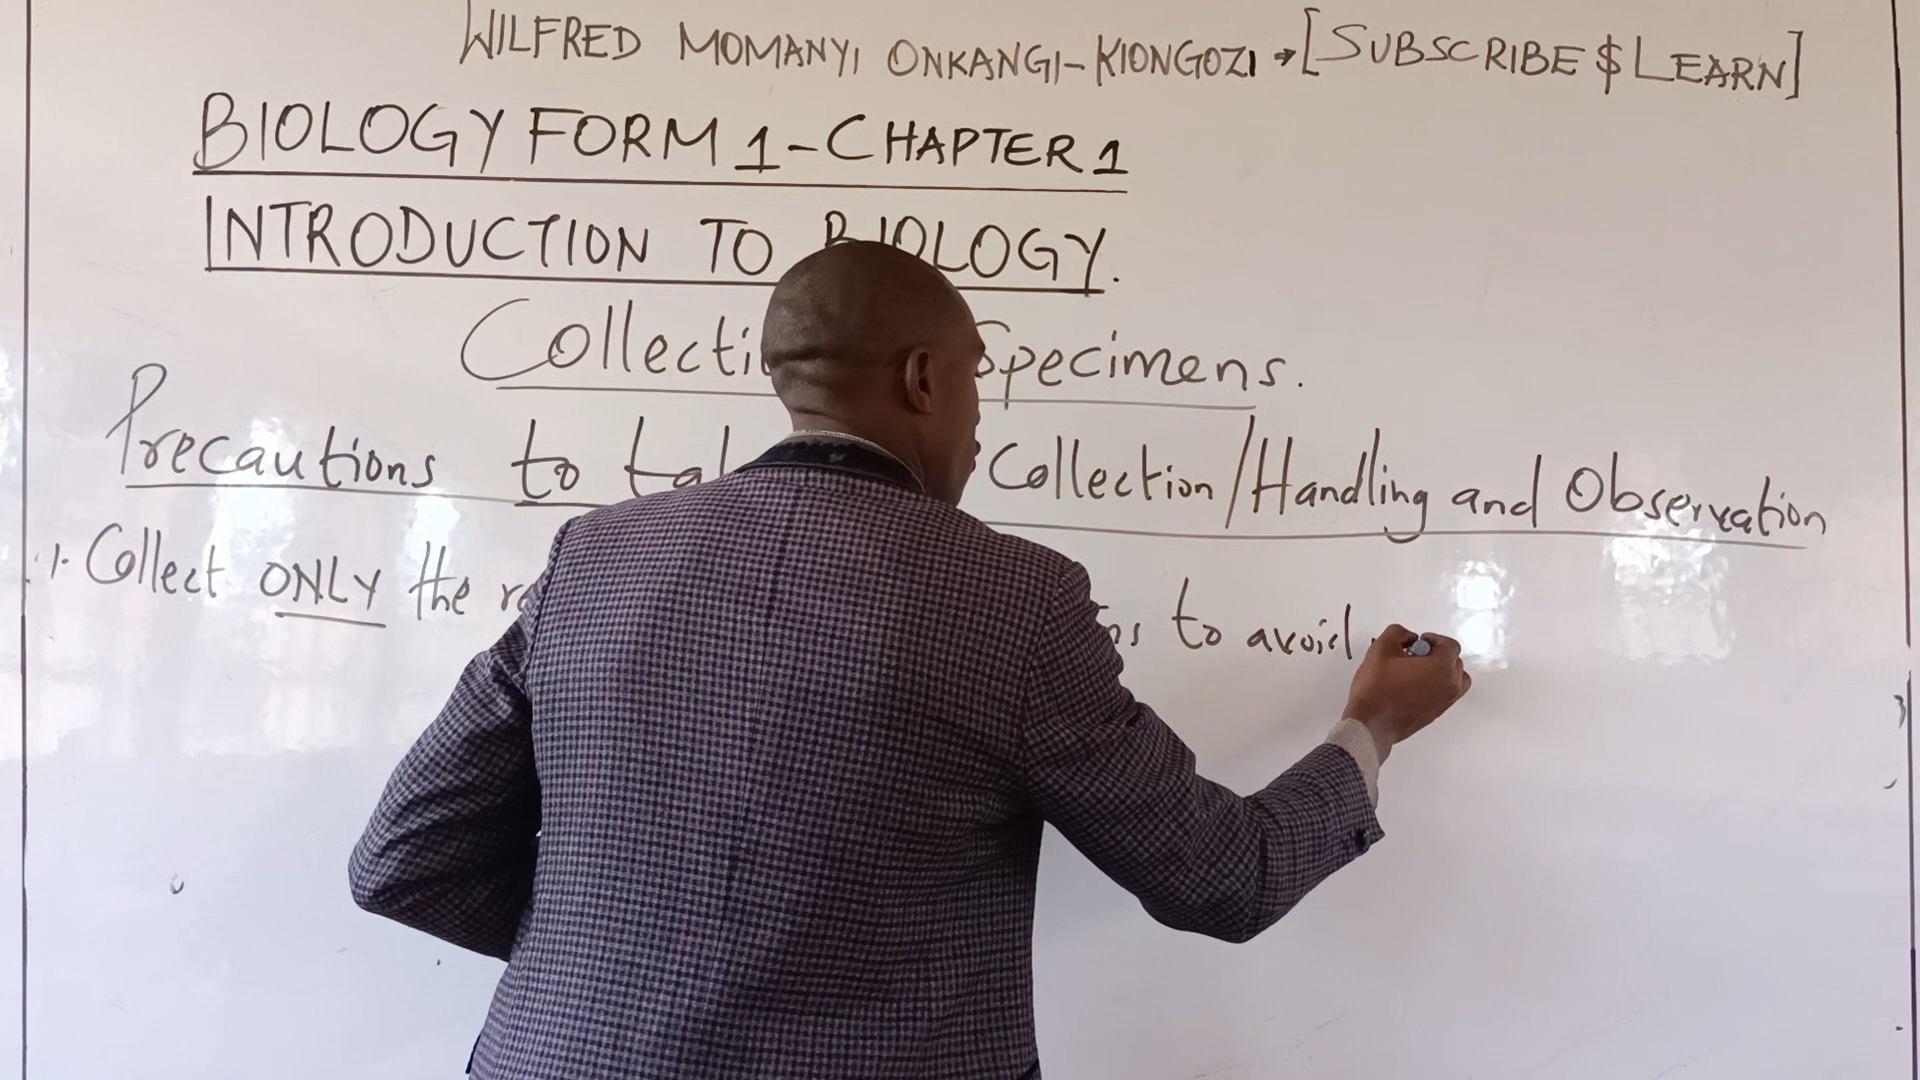 WILFRED MOMANYI ONKANGI-KIONGOZI → [SUBSCRIBE $ LEARN]
BIOLOGY FORM 1 - CHAPTER 1
INTRODUCTION TO BIOLOGY.
Specimens.
Precautions to Collection/Handling and Observation
1. Collect ONLY the to avoid